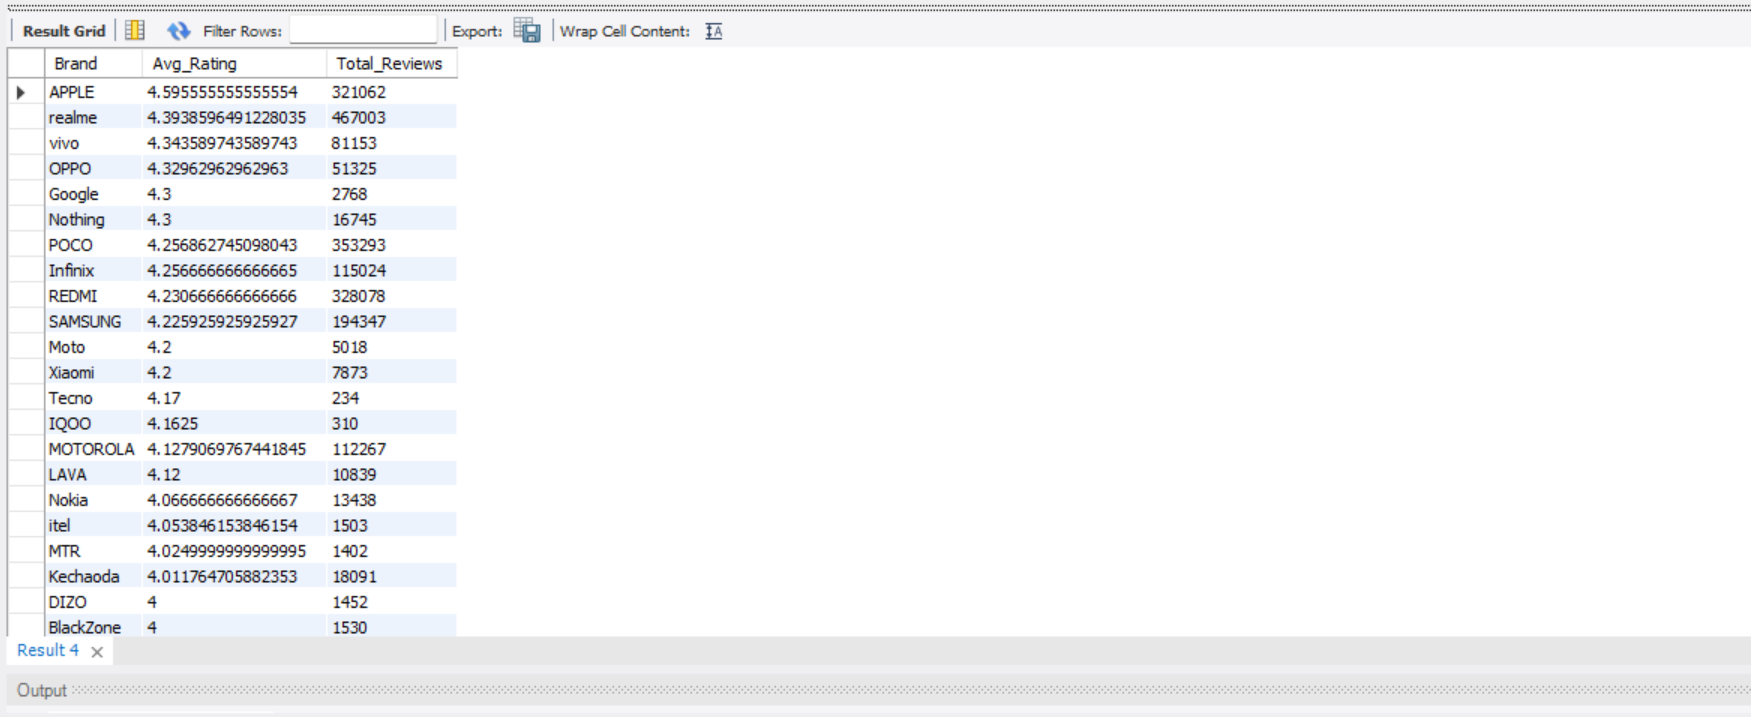 Result Grid Filter Rows: Export: Wrap Cell Content: IA
Brand Avg_Rating Total_Reviews
APPLE 4.595555555555554 321062
realme 4.3938596491228035 467003
vivo 4.343589743589743 81153
OPPO 4.32962962962963 51325
Google 4.3 2768
Nothing 4.3 16745
POCO 4.256862745098043 353293
Infinix 4.256666666666665 115024
REDMI 4.230666666666666 328078
SAMSUNG 4.225925925925927 194347
Moto 4.2 5018
Xiaomi 4.2 7873
Tecno 4.17 234
IQOO 4.1625 310
MOTOROLA 4.1279069767441845 112267
LAVA 4.12 10839
Nokia 4.066666666666667 13438
itel 4.053846153846154 1503
MTR 4.0249999999999995 1402
Kechaoda 4.011764705882353 18091
DIZO 4 1452
BlackZone 4 1530
Result 4 ×
Output